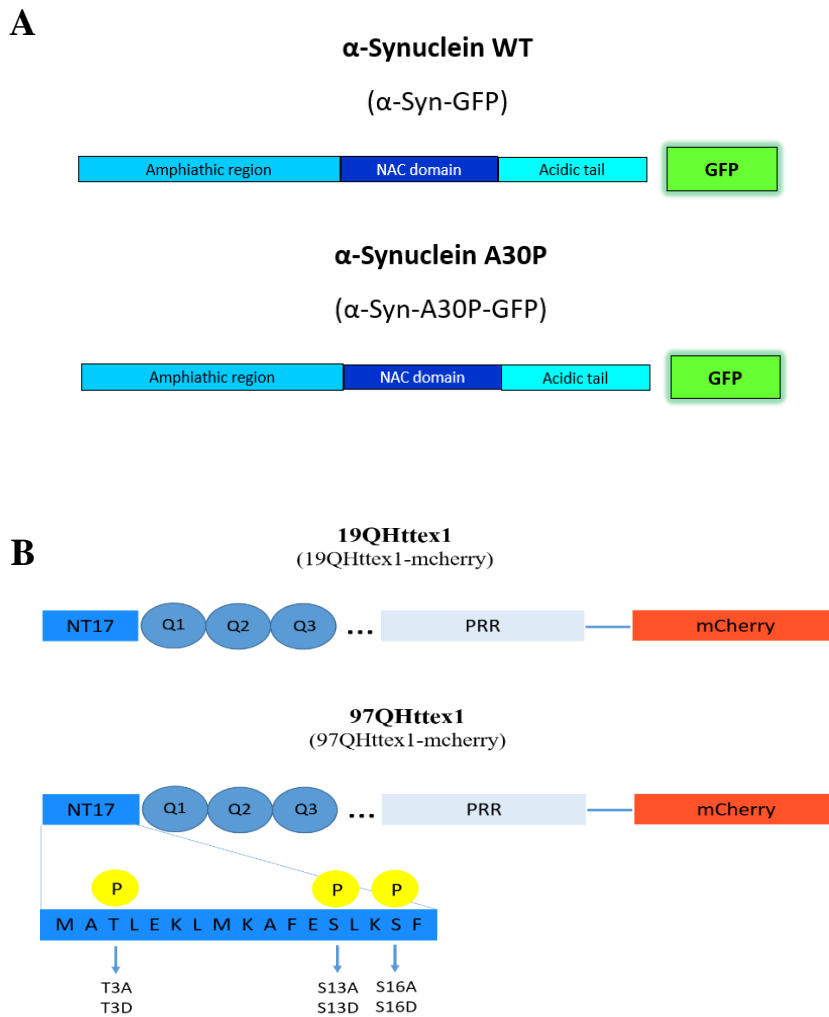 A
α-Synuclein WT
(α-Syn-GFP)
Amphiathic region NAC domain Acidic tail GFP
α-Synuclein A30P
(α-Syn-A30P-GFP)
Amphiathic region NAC domain Acidic tail GFP
B
19QHttex1
(19QHttex1-mcherry)
NT17 Q1 Q2 Q3 ... PRR mCherry
97QHttex1
(97QHttex1-mcherry)
NT17 Q1 Q2 Q3 ... PRR mCherry
P P P
M A T L E K L M K A F E S L K S F
T3A S13A S16A
T3D S13D S16D